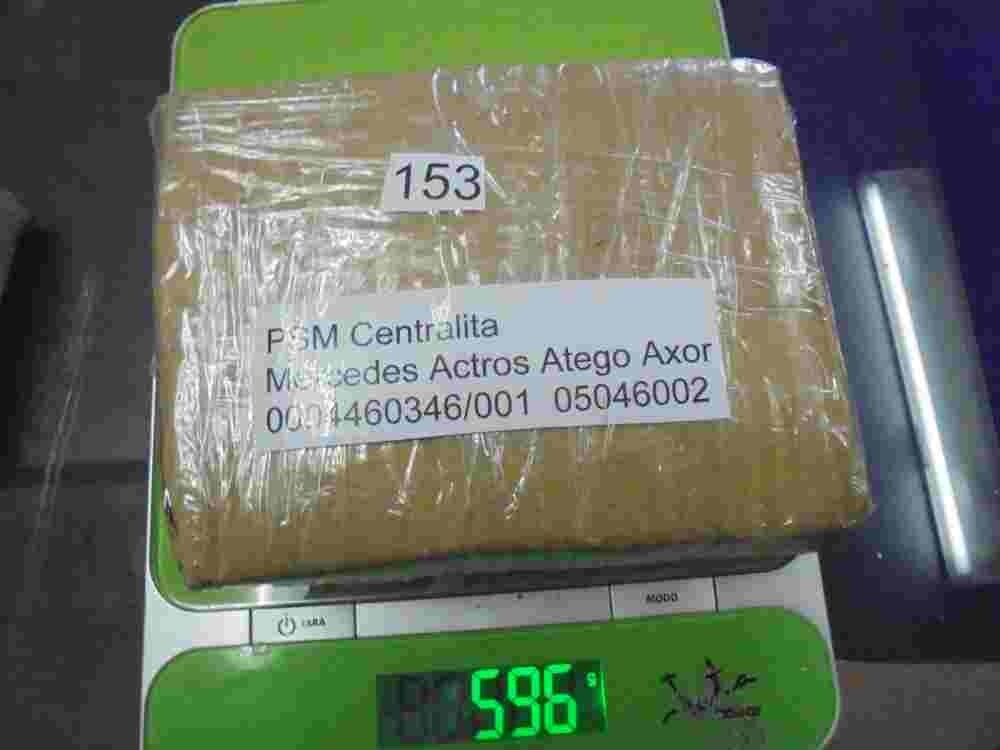 153
PSM Centralita
Mercedes Actros Atego Axor
0004460346/001 05046002
TARA
MODO
596 g